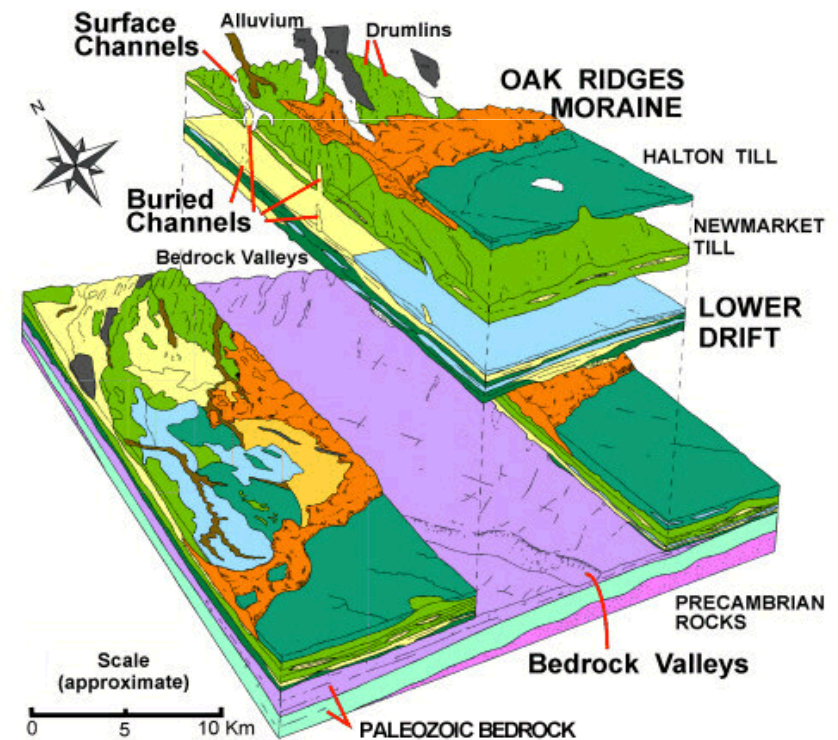 Surface
Channels
Alluvium
Drumlins
OAK RIDGES
MORAINE
N
HALTON TILL
Buried
Channels
NEWMARKET
TILL
Bedrock Valleys
LOWER
DRIFT
PRECAMBRIAN
ROCKS
Bedrock Valleys
Scale
(approximate)
0 5 10 Km
PALEOZOIC BEDROCK